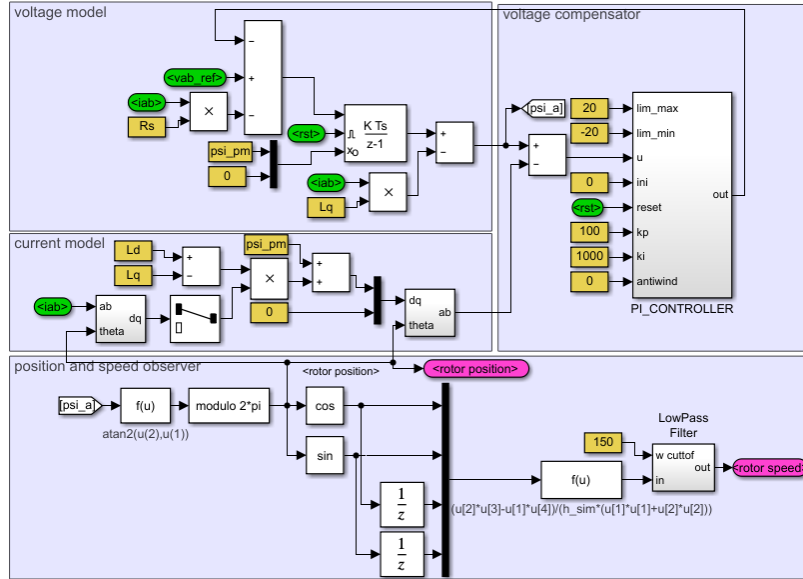 voltage model
<vab_ref>
<iab>
Rs
×
−
+
−
<rst>
K Ts
z-1
xo
psi_pm
0
<iab>
Lq
×
+
−
voltage compensator
[psi_a]
+
−
20
-20
0
<rst>
100
1000
0
lim_max
lim_min
u
ini
reset
kp
ki
antiwind
out
PI_CONTROLLER
current model
Ld
Lq
+
−
×
psi_pm
+
+
0
<iab>
ab
theta
dq
dq
theta
ab
position and speed observer
<rotor position>
<rotor position>
[psi_a]
f(u)
atan2(u(2),u(1))
modulo 2*pi
cos
sin
1
z
1
z
f(u)
(u[2]*u[3]-u[1]*u[4])/(h_sim*(u[1]*u[1]+u[2]*u[2]))
150
LowPass
Filter
w cuttof
in
out
<rotor speed>